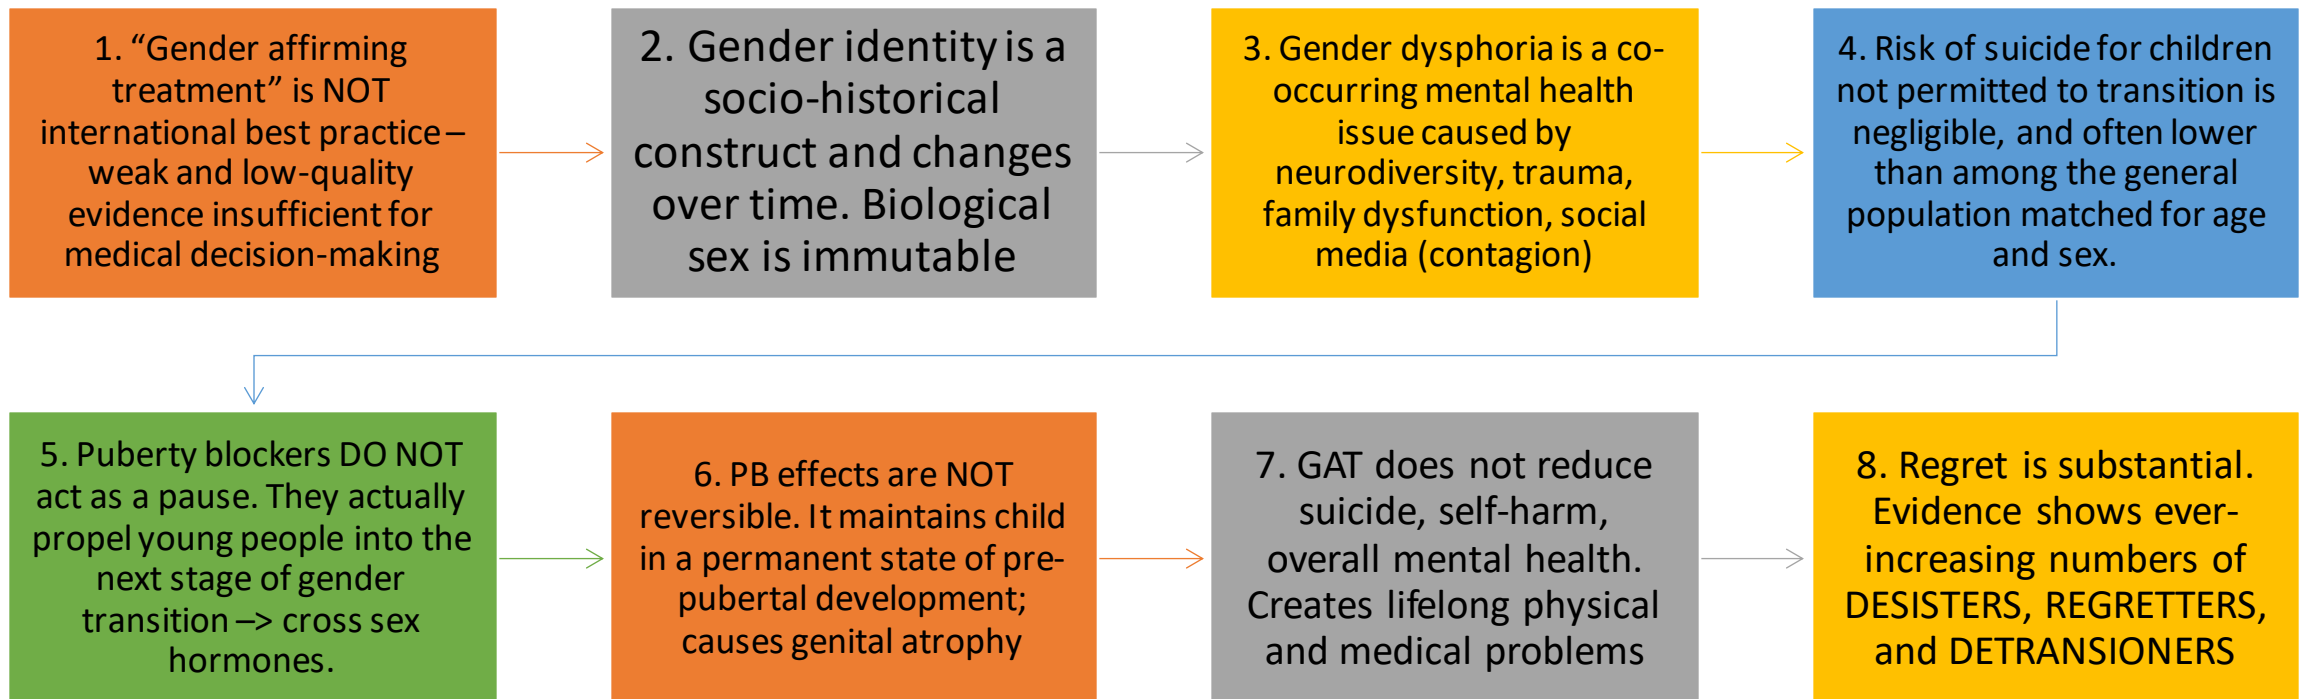 1. “Gender affirming
treatment” is NOT
international best practice –
weak and low-quality
evidence insufficient for
medical decision-making
2. Gender identity is a
socio-historical
construct and changes
over time. Biological
sex is immutable
3. Gender dysphoria is a co-
occurring mental health
issue caused by
neurodiversity, trauma,
family dysfunction, social
media (contagion)
4. Risk of suicide for children
not permitted to transition is
negligible, and often lower
than among the general
population matched for age
and sex.
5. Puberty blockers DO NOT
act as a pause. They actually
propel young people into the
next stage of gender
transition –> cross sex
hormones.
6. PB effects are NOT
reversible. It maintains child
in a permanent state of pre-
pubertal development;
causes genital atrophy
7. GAT does not reduce
suicide, self-harm,
overall mental health.
Creates lifelong physical
and medical problems
8. Regret is substantial.
Evidence shows ever-
increasing numbers of
DESISTERS, REGRETTERS,
and DETRANSIONERS